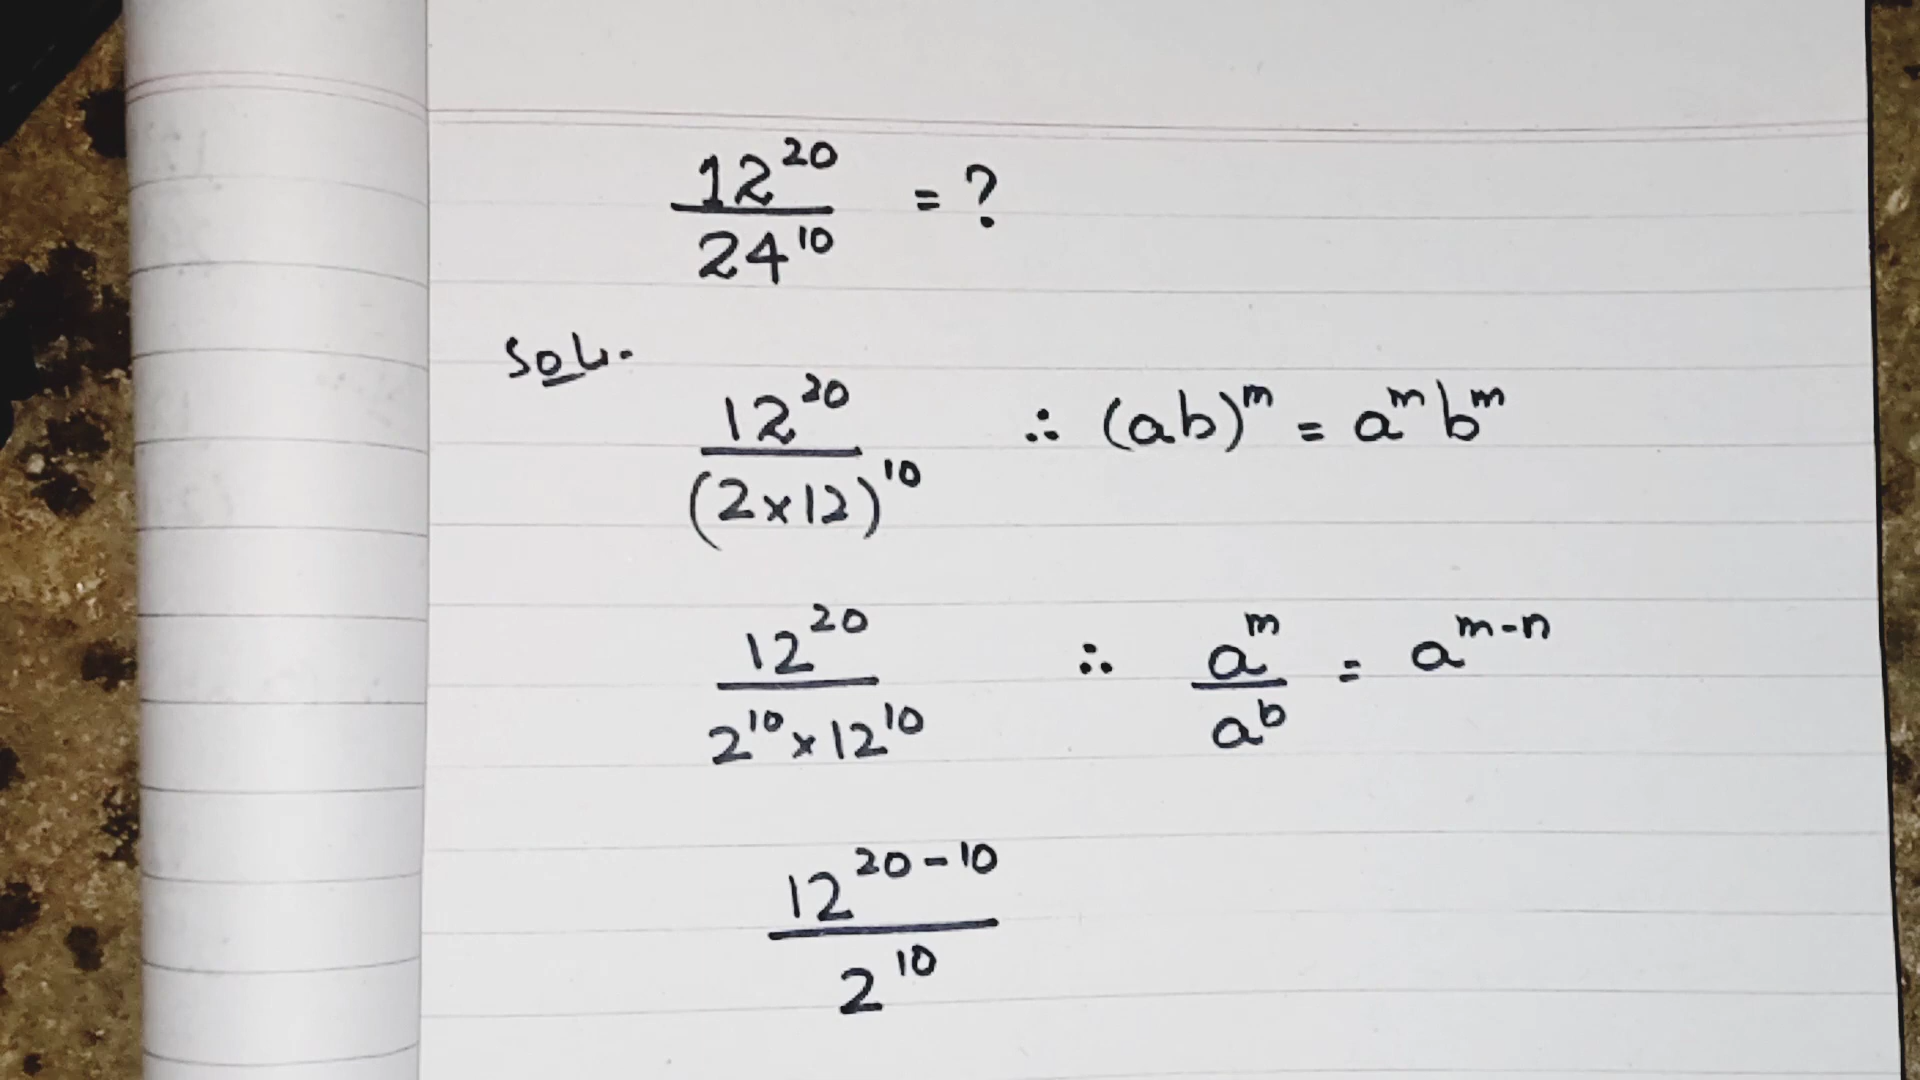 12^20 / 24^10 = ?
Sol.
12^20 / (2×12)^10 ∴ (ab)^m = a^m b^m
12^20 / 2^10 × 12^10 ∴ a^m / a^b = a^m-n
12^20-10 / 2^10